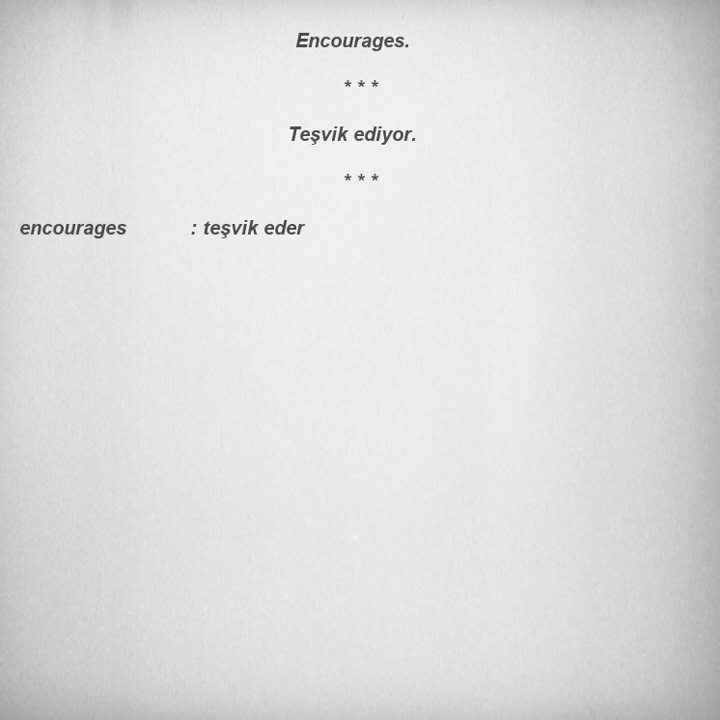 Encourages.
* * *
Teşvik ediyor.
* * *
encourages : teşvik eder